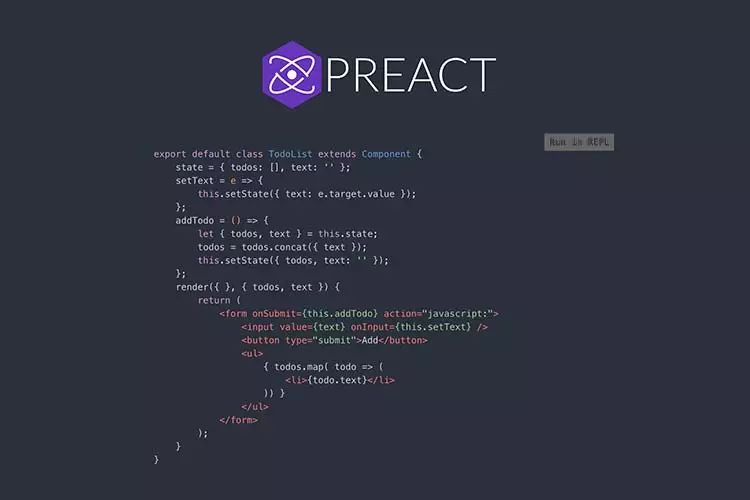 PREACT
Run in REPL
export default class TodoList extends Component {
    state = { todos: [], text: '' };
    setText = e => {
        this.setState({ text: e.target.value });
    };
    addTodo = () => {
        let { todos, text } = this.state;
        todos = todos.concat({ text });
        this.setState({ todos, text: '' });
    };
    render({ }, { todos, text }) {
        return (
            <form onSubmit={this.addTodo} action="javascript:">
                <input value={text} onInput={this.setText} />
                <button type="submit">Add</button>
                <ul>
                    { todos.map( todo => (
                        <li>{todo.text}</li>
                    )) }
                </ul>
            </form>
        );
    }
}